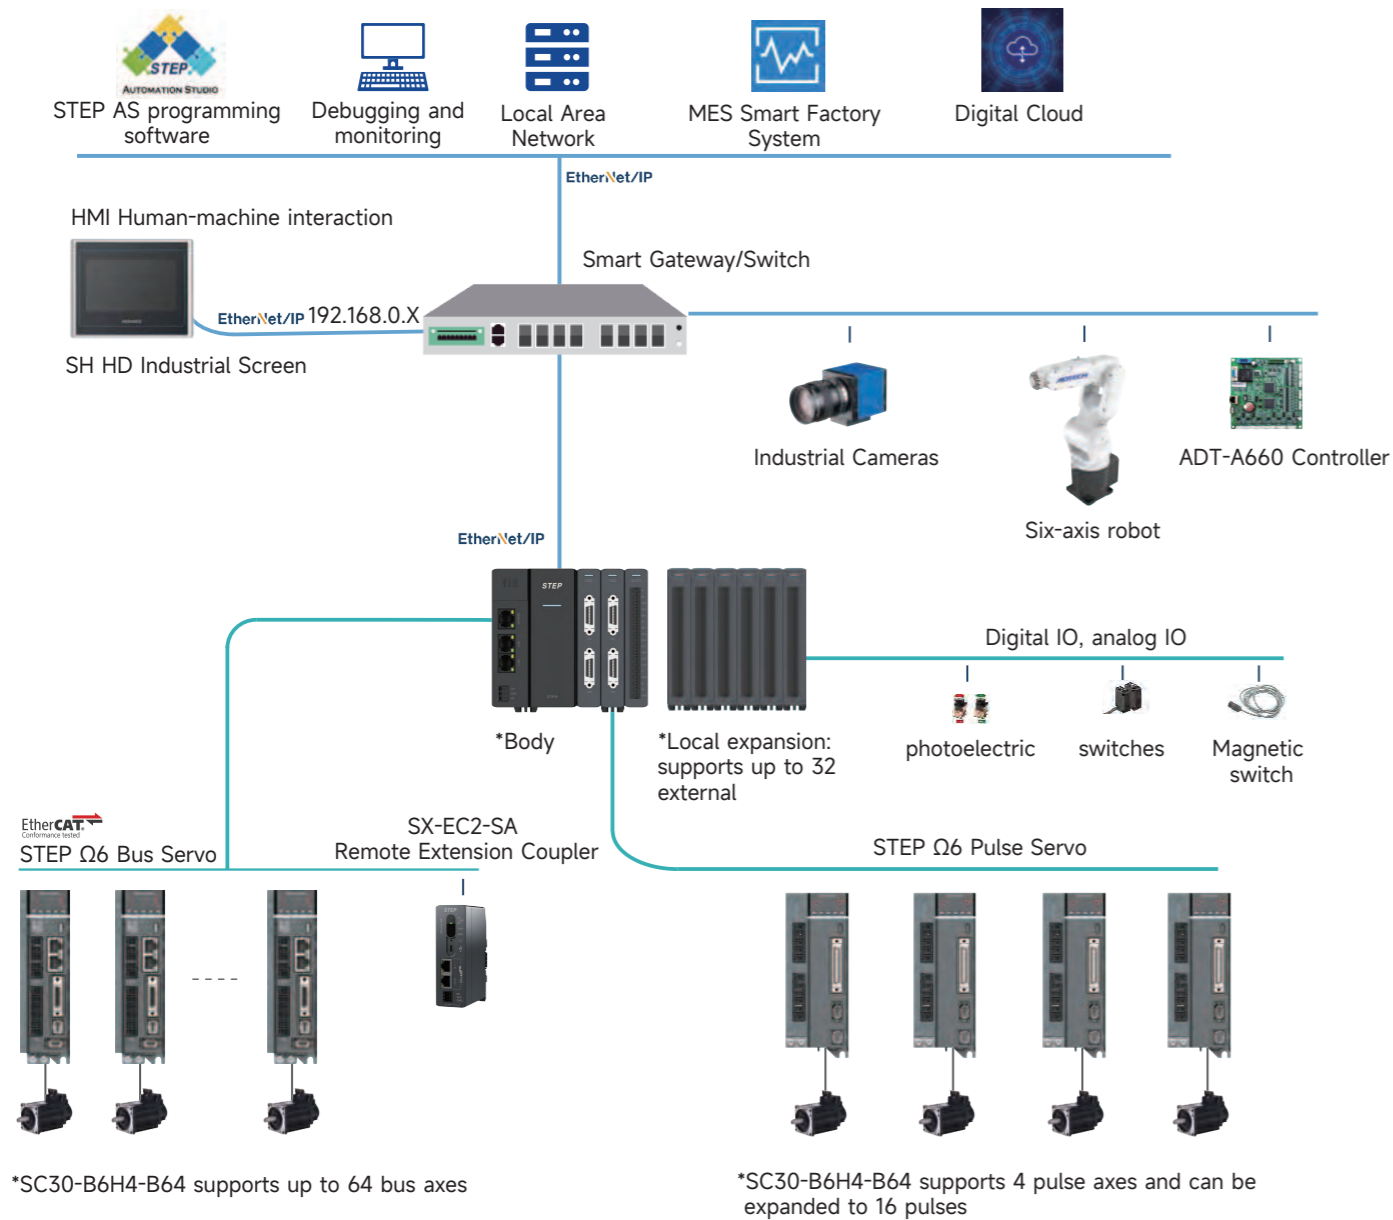 STEP
AUTOMATION STUDIO
STEP AS programming
software
Debugging and
monitoring
Local Area
Network
MES Smart Factory
System
Digital Cloud
EtherNet/IP
HMI Human-machine interaction
Smart Gateway/Switch
EtherNet/IP 192.168.0.X
SH HD Industrial Screen
Industrial Cameras
Six-axis robot
ADT-A660 Controller
EtherNet/IP
STEP
Digital IO, analog IO
*Body
*Local expansion:
supports up to 32
external
photoelectric
switches
Magnetic
switch
EtherCAT
Conformance tested
STEP Ω6 Bus Servo
SX-EC2-SA
Remote Extension Coupler
STEP Ω6 Pulse Servo
STEP
*SC30-B6H4-B64 supports up to 64 bus axes
*SC30-B6H4-B64 supports 4 pulse axes and can be
expanded to 16 pulses